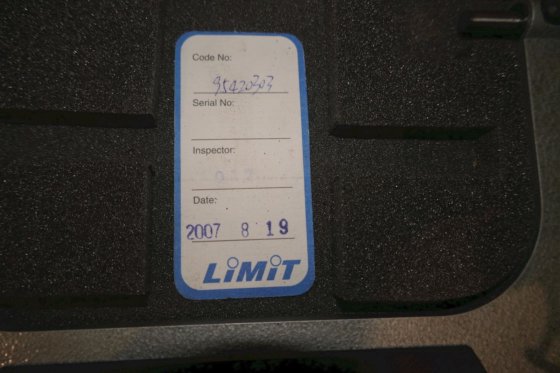 Code No:
95420303
Serial No:
Inspector:
Date:
2007 8 19
LiMiT